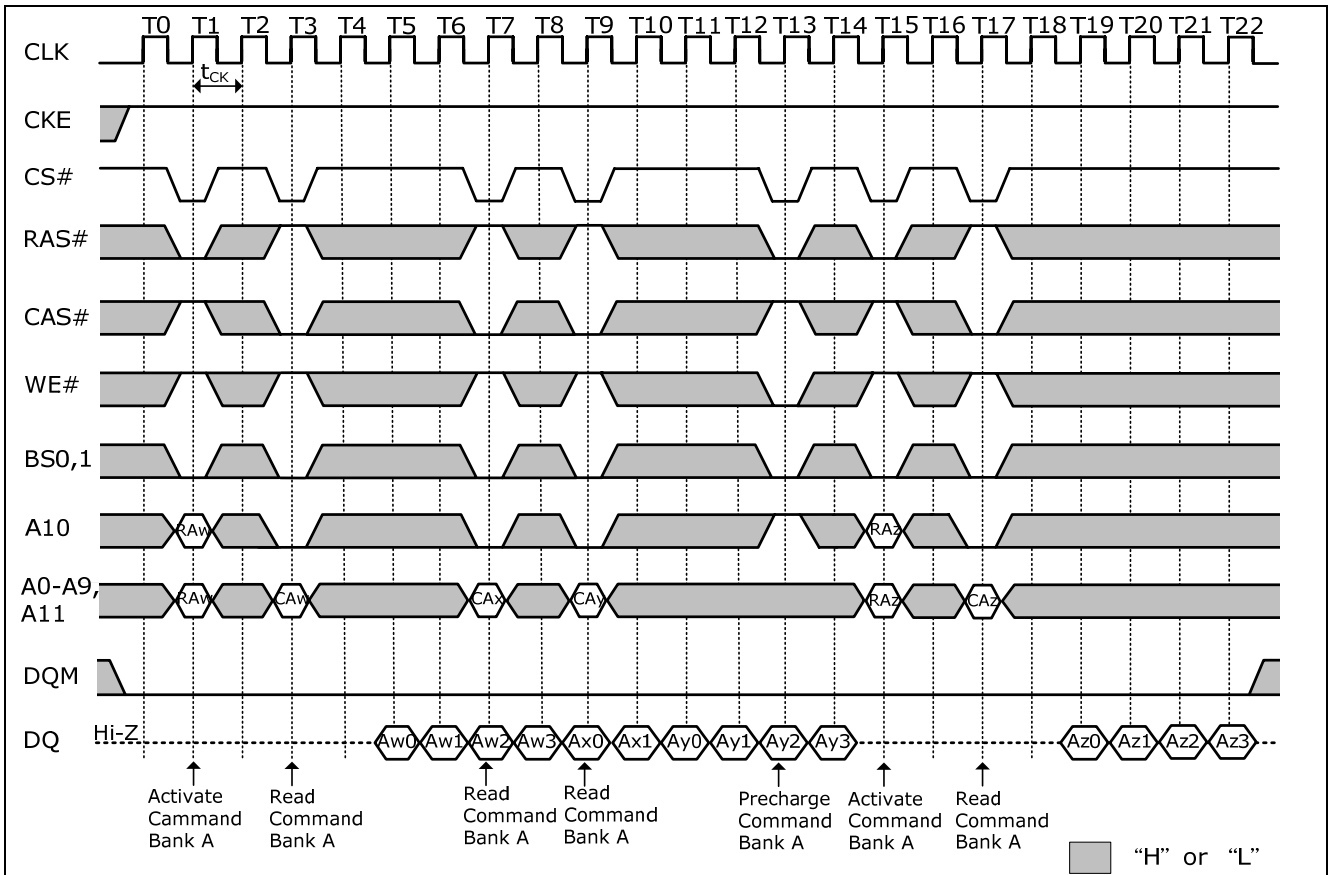 T0 T1 T2 T3 T4 T5 T6 T7 T8 T9 T10 T11 T12 T13 T14 T15 T16 T17 T18 T19 T20 T21 T22
CLK
tCK
CKE
CS#
RAS#
CAS#
WE#
BS0,1
A10
RAw RAz
A0-A9,
A11
RAw CAw CAx CAy RAz CAz
DQM
DQ
Hi-Z
Aw0 Aw1 Aw2 Aw3 Ax0 Ax1 Ay0 Ay1 Ay2 Ay3 Az0 Az1 Az2 Az3
Activate
Cammand
Bank A
Read
Command
Bank A
Read
Command
Bank A
Read
Command
Bank A
Precharge
Command
Bank A
Activate
Command
Bank A
Read
Command
Bank A
“H” or “L”